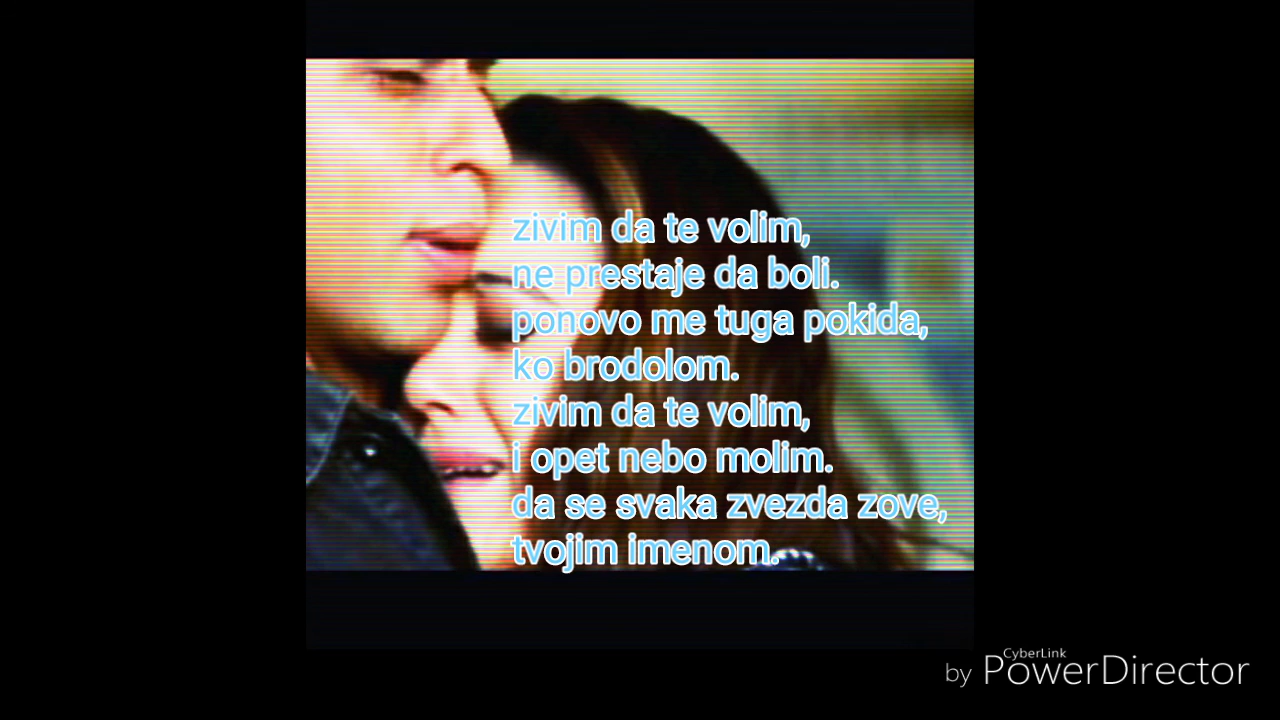 zivim da te volim,
ne prestaje da boli.
ponovo me tuga pokida,
ko brodolom.
zivim da te volim,
i opet nebo molim.
da se svaka zvezda zove,
tvojim imenom.
CyberLink
by PowerDirector